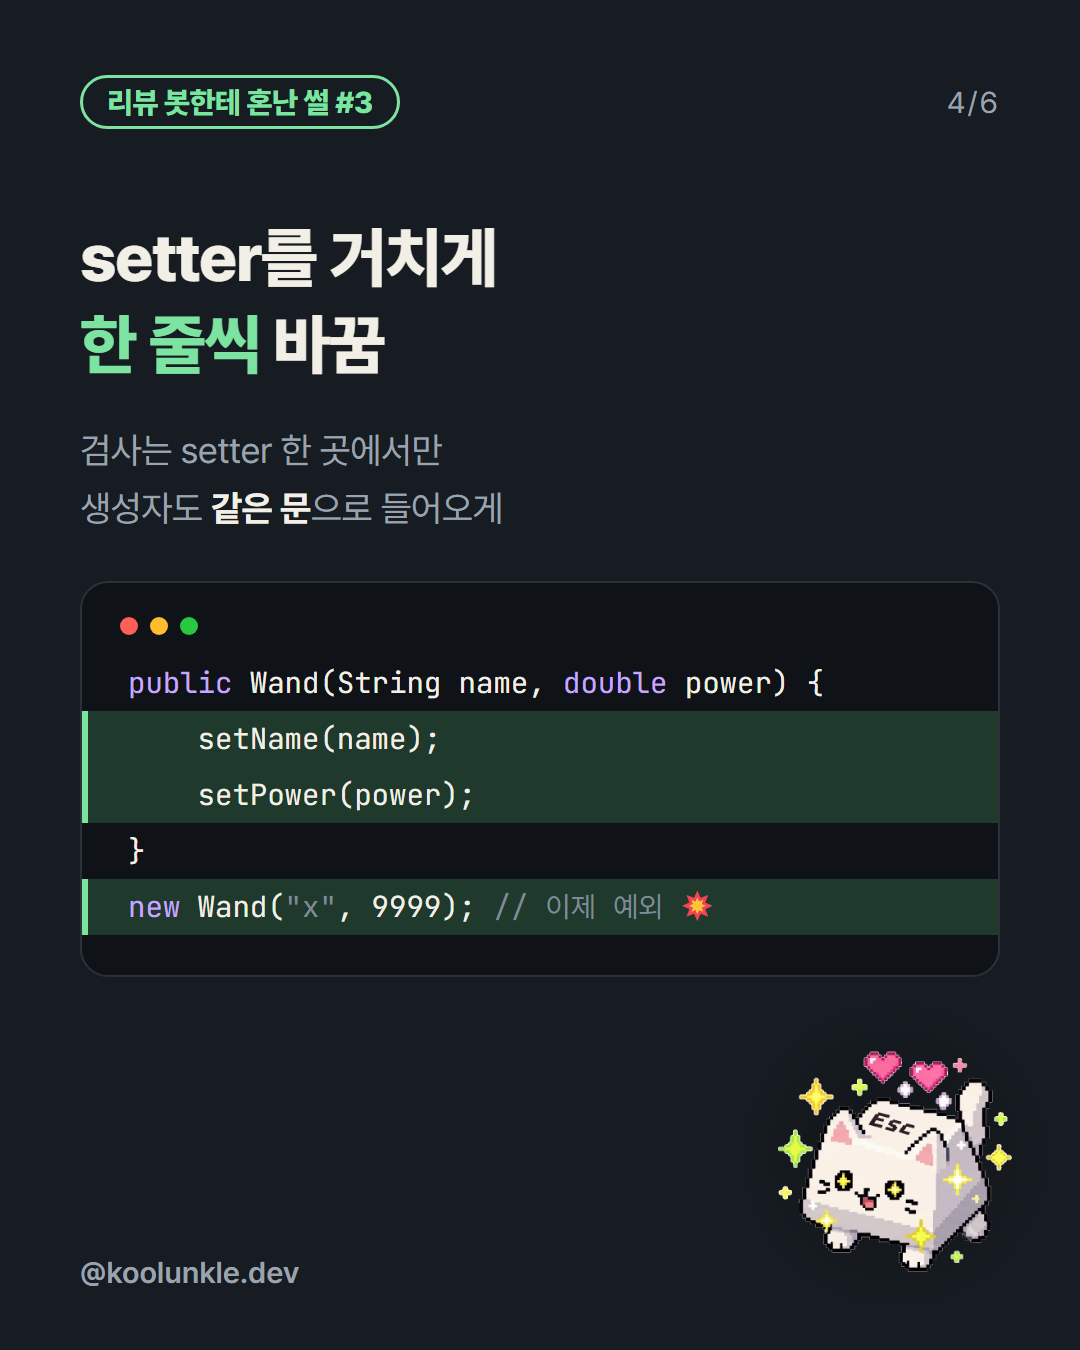 리뷰 봇한테 혼난 썰 #3
4/6
setter를 거치게
한 줄씩 바꿈
검사는 setter 한 곳에서만
생성자도 같은 문으로 들어오게
public Wand(String name, double power) {
    setName(name);
    setPower(power);
}
new Wand("x", 9999); // 이제 예외 💥
Esc
@koolunkle.dev